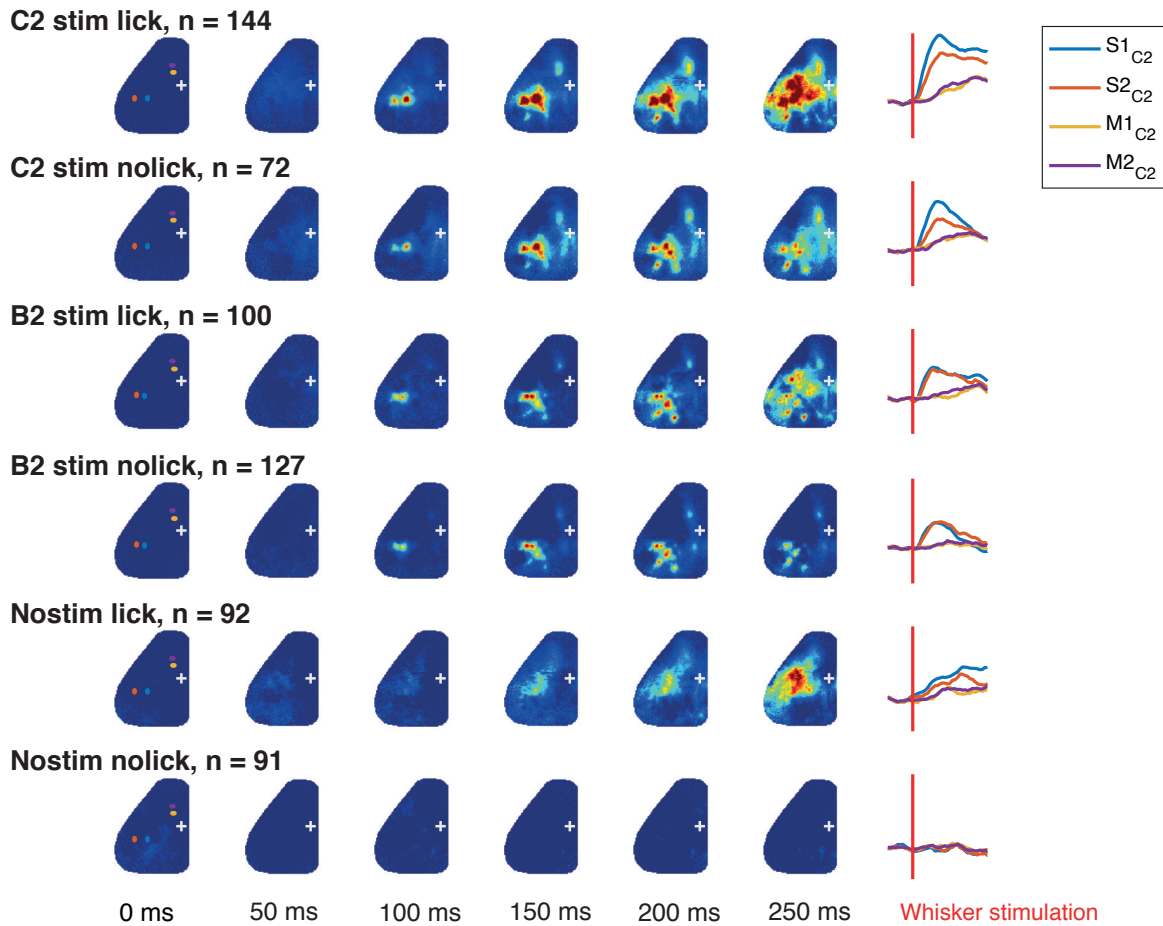 C2 stim lick, n = 144
S1C2
S2C2
M1C2
M2C2
C2 stim nolick, n = 72
B2 stim lick, n = 100
B2 stim nolick, n = 127
Nostim lick, n = 92
Nostim nolick, n = 91
0 ms 50 ms 100 ms 150 ms 200 ms 250 ms Whisker stimulation